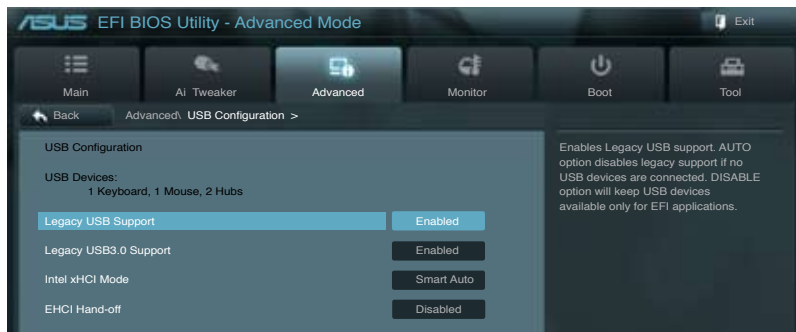 ASUS EFI BIOS Utility - Advanced Mode
Exit
Main
Ai Tweaker
Advanced
Monitor
Boot
Tool
Back
Advanced\ USB Configuration >
USB Configuration
USB Devices:
1 Keyboard, 1 Mouse, 2 Hubs
Legacy USB Support Enabled
Legacy USB3.0 Support Enabled
Intel xHCI Mode Smart Auto
EHCI Hand-off Disabled
Enables Legacy USB support. AUTO
option disables legacy support if no
USB devices are connected. DISABLE
option will keep USB devices
available only for EFI applications.